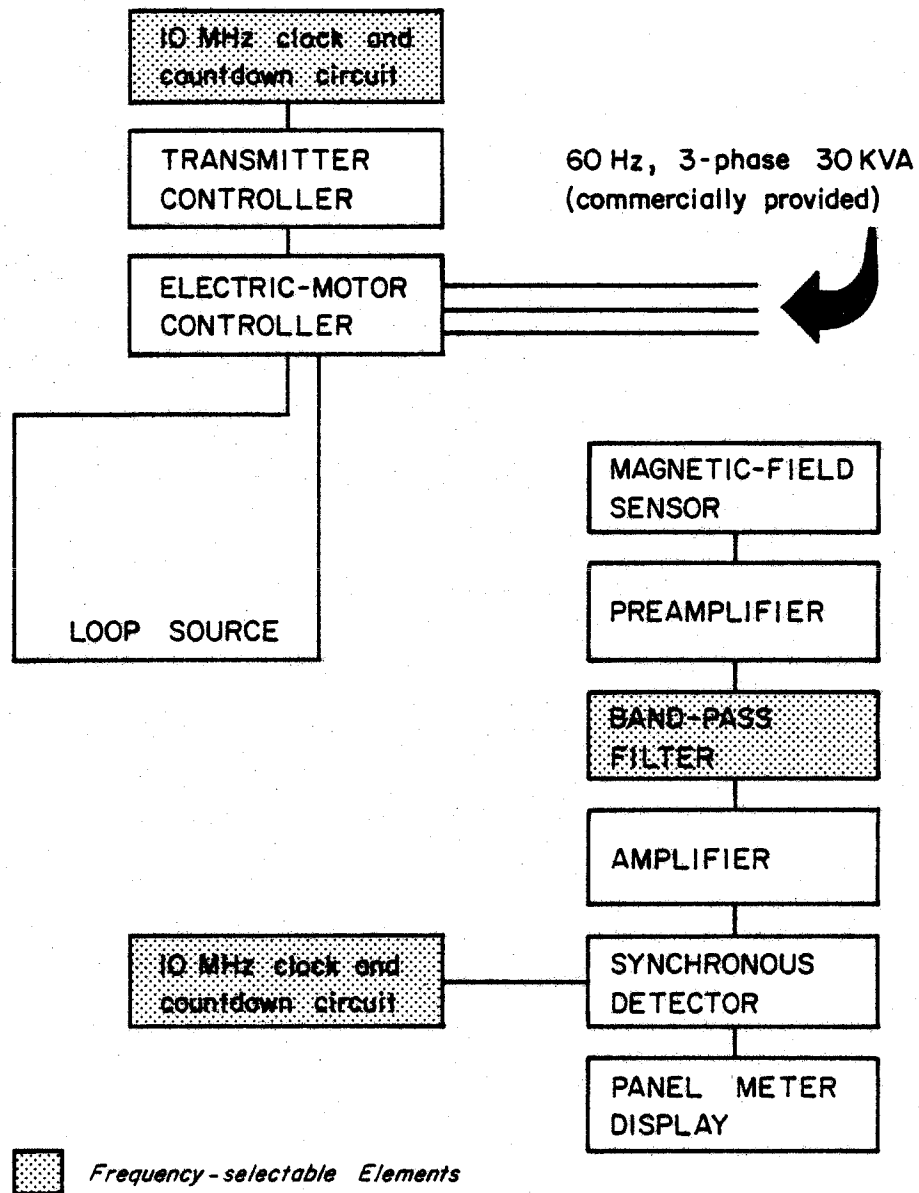 10 MHz clock and
countdown circuit
TRANSMITTER
CONTROLLER
60 Hz, 3-phase 30 KVA
(commercially provided)
ELECTRIC-MOTOR
CONTROLLER
LOOP SOURCE
MAGNETIC-FIELD
SENSOR
PREAMPLIFIER
BAND-PASS
FILTER
AMPLIFIER
10 MHz clock and
countdown circuit
SYNCHRONOUS
DETECTOR
PANEL METER
DISPLAY
Frequency-selectable Elements